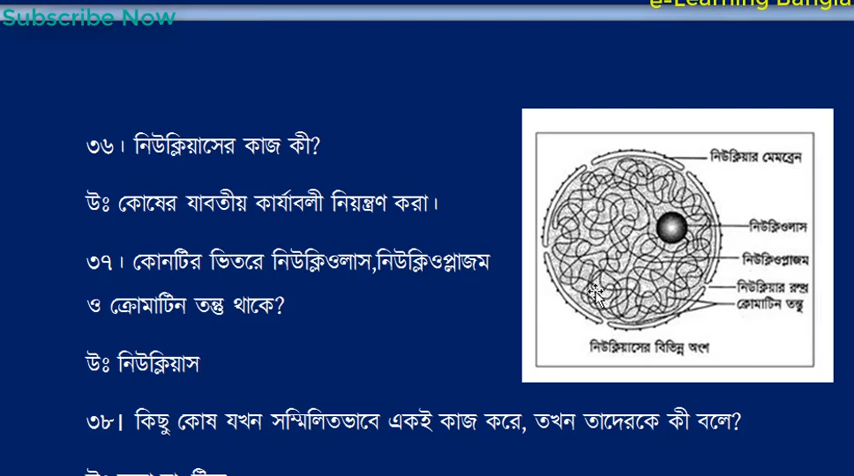 e-Learning Bangla
Subscribe Now
৩৬। নিউক্লিয়াসের কাজ কী?
উঃ কোষের যাবতীয় কার্যাবলী নিয়ন্ত্রণ করা।
৩৭। কোনটির ভিতরে নিউক্লিওলাস,নিউক্লিওপ্লাজম
ও ক্রোমাটিন তন্তু থাকে?
উঃ নিউক্লিয়াস
৩৮। কিছু কোষ যখন সম্মিলিতভাবে একই কাজ করে, তখন তাদেরকে কী বলে?
নিউক্লিয়ার মেমব্রেন
নিউক্লিওলাস
নিউক্লিওপ্লাজম
নিউক্লিয়ার রন্ধ্র
ক্রোমাটিন তন্তু
নিউক্লিয়াসের বিভিন্ন অংশ